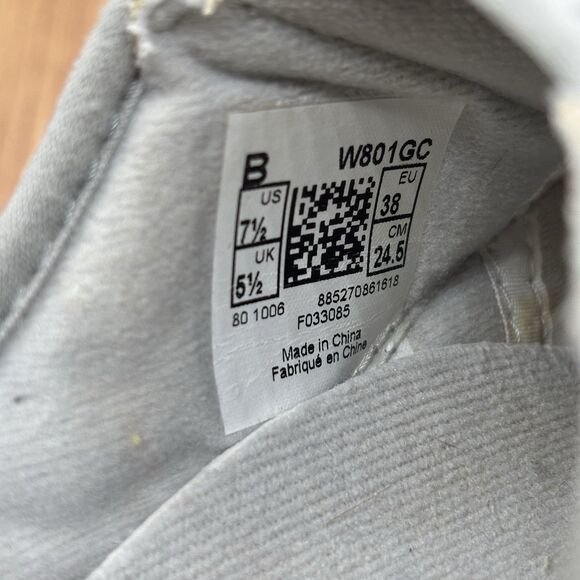 B W801GC
US EU
7½ 38
UK CM
5½ 24.5
80 1006 885270861618
F033085
Made in China
Fabriqué en Chine